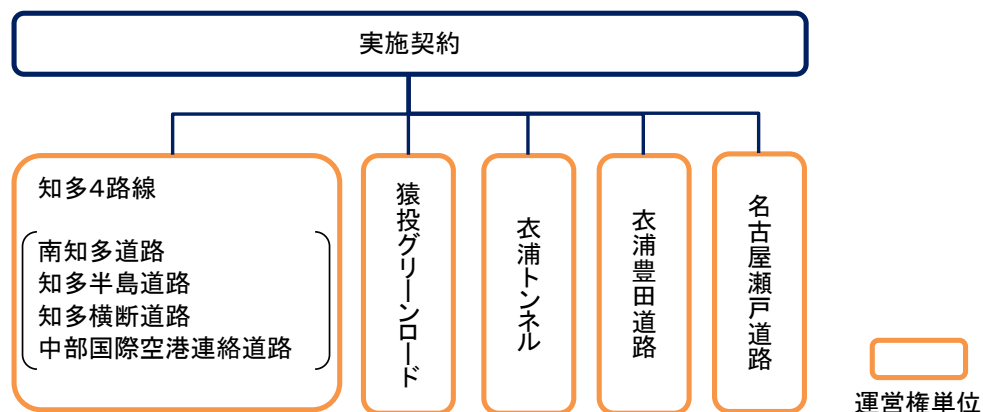 実施契約
知多4路線
南知多道路
知多半島道路
知多横断道路
中部国際空港連絡道路
猿投グリーンロード
衣浦トンネル
衣浦豊田道路
名古屋瀬戸道路
運営権単位